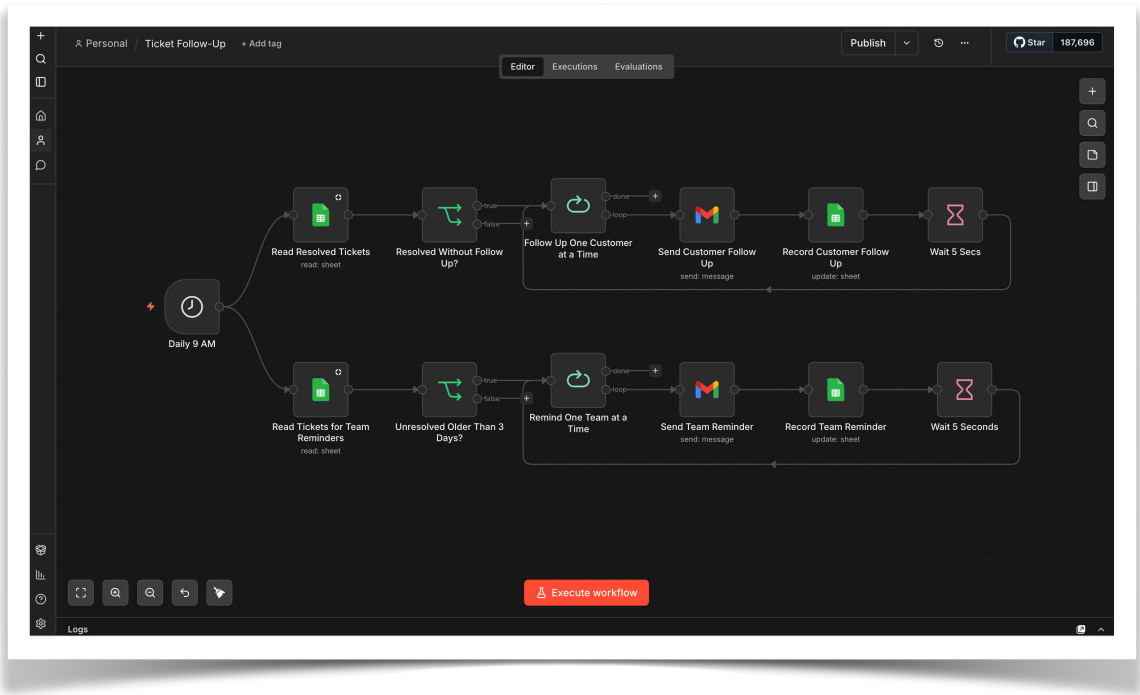 Personal / Ticket Follow-Up + Add tag
Publish
Star 187,696
Editor Executions Evaluations
true
false
done
loop
Read Resolved Tickets
read: sheet
Resolved Without Follow
Up?
Follow Up One Customer
at a Time
Send Customer Follow
Up
send: message
Record Customer Follow
Up
update: sheet
Wait 5 Secs
Daily 9 AM
true
false
done
loop
Read Tickets for Team
Reminders
read: sheet
Unresolved Older Than 3
Days?
Remind One Team at a
Time
Send Team Reminder
send: message
Record Team Reminder
update: sheet
Wait 5 Seconds
Execute workflow
Logs